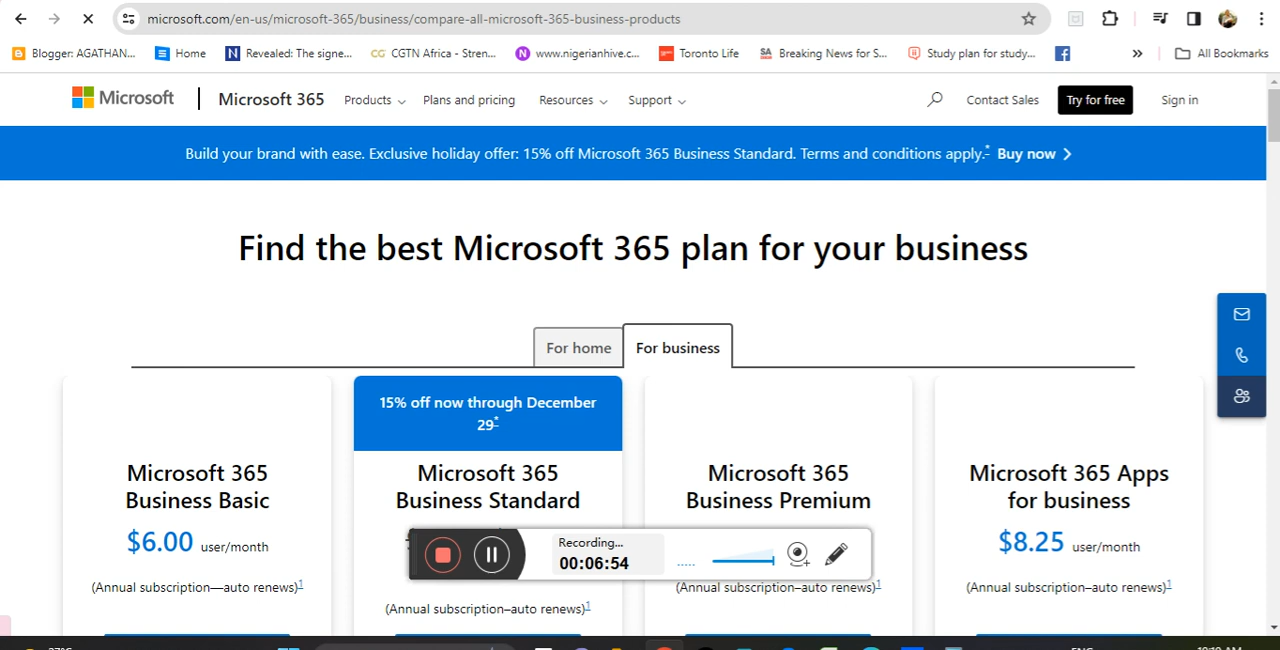 microsoft.com/en-us/microsoft-365/business/compare-all-microsoft-365-business-products
Blogger: AGATHAN... Home Revealed: The signe... CGTN Africa - Stren... www.nigerianhive.c... Toronto Life Breaking News for S... Study plan for study... » All Bookmarks
Microsoft Microsoft 365 Products Plans and pricing Resources Support Contact Sales Try for free Sign in
Build your brand with ease. Exclusive holiday offer: 15% off Microsoft 365 Business Standard. Terms and conditions apply.* Buy now >
Find the best Microsoft 365 plan for your business
For home For business
15% off now through December
29*
Microsoft 365
Business Basic
$6.00 user/month
(Annual subscription—auto renews)1
Microsoft 365
Business Standard
(Annual subscription–auto renews)1
Microsoft 365
Business Premium
(Annual subscription–auto renews)1
Microsoft 365 Apps
for business
$8.25 user/month
(Annual subscription–auto renews)1
Recording...
00:06:54